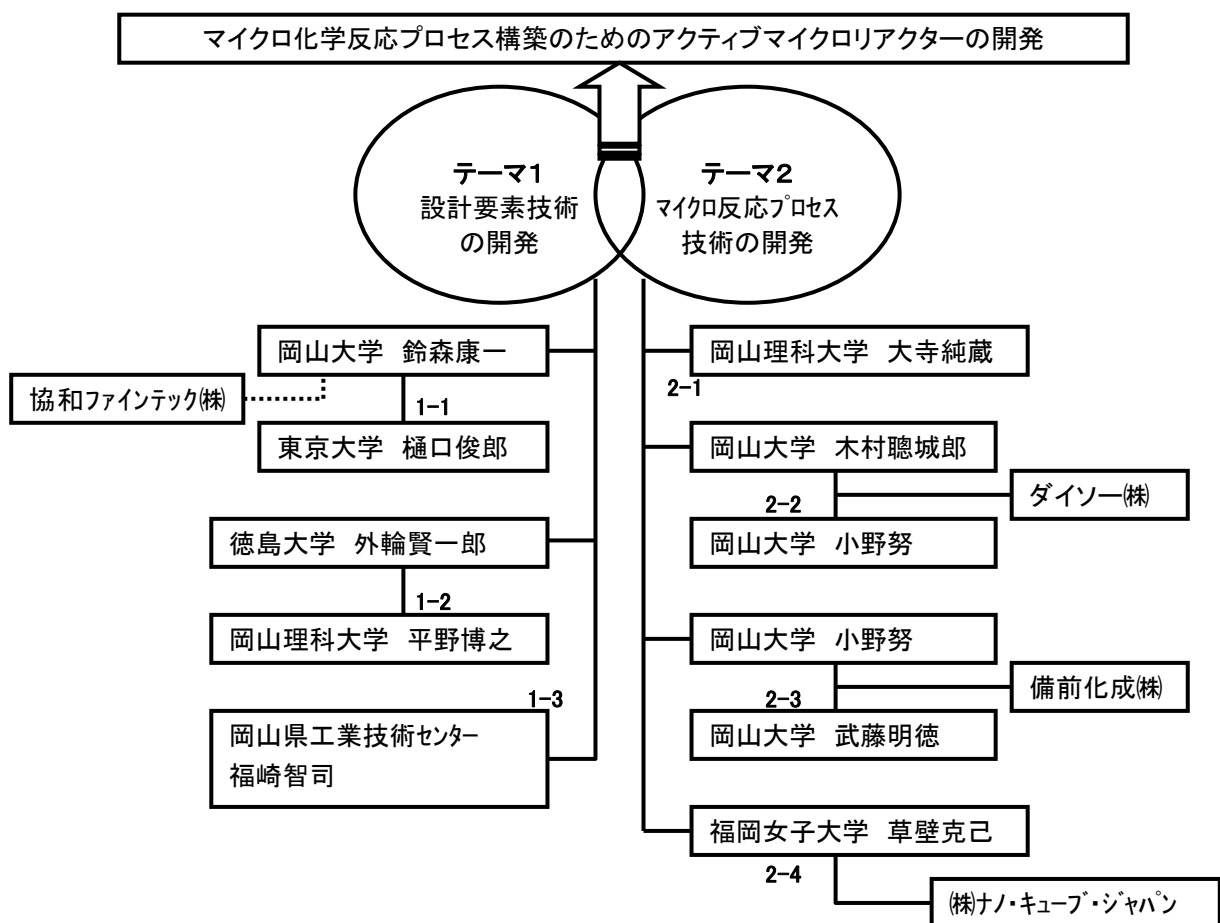 マイクロ化学反応プロセス構築のためのアクティブマイクロリアクターの開発
テーマ1
設計要素技術
の開発
テーマ2
マイクロ反応プロセス
技術の開発
岡山大学 鈴森康一
協和ファインテック㈱
1-1
東京大学 樋口俊郎
徳島大学 外輪賢一郎
1-2
岡山理科大学 平野博之
1-3
岡山県工業技術センター
福崎智司
岡山理科大学 大寺純蔵
2-1
岡山大学 木村聰城郎
2-2
ダイソー㈱
岡山大学 小野努
岡山大学 小野努
2-3
備前化成㈱
岡山大学 武藤明徳
福岡女子大学 草壁克己
2-4
㈱ナノ・キューブ・ジャパン